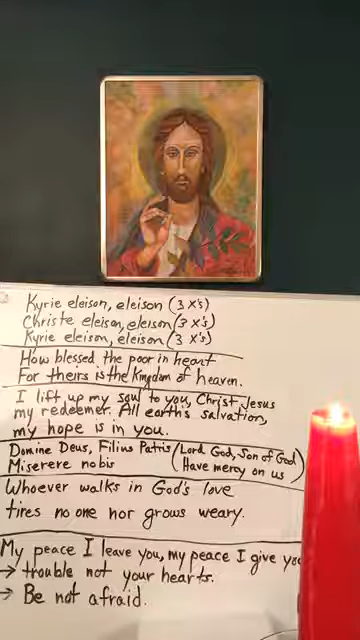 Kyrie eleison, eleison (3 x's)
Christe eleison, eleison (3 x's)
Kyrie eleison, eleison (3 x's)
How blessed the poor in heart
For theirs is the Kingdom of heaven.
I lift up my soul to you, Christ Jesus
my redeemer. All earth's salvation,
my hope is in you.
Domine Deus, Filius Patris (Lord God, Son of God
Miserere nobis Have mercy on us)
Whoever walks in God's love
tires no one nor grows weary.
My peace I leave you, my peace I give you
→ trouble not your hearts.
→ Be not afraid.